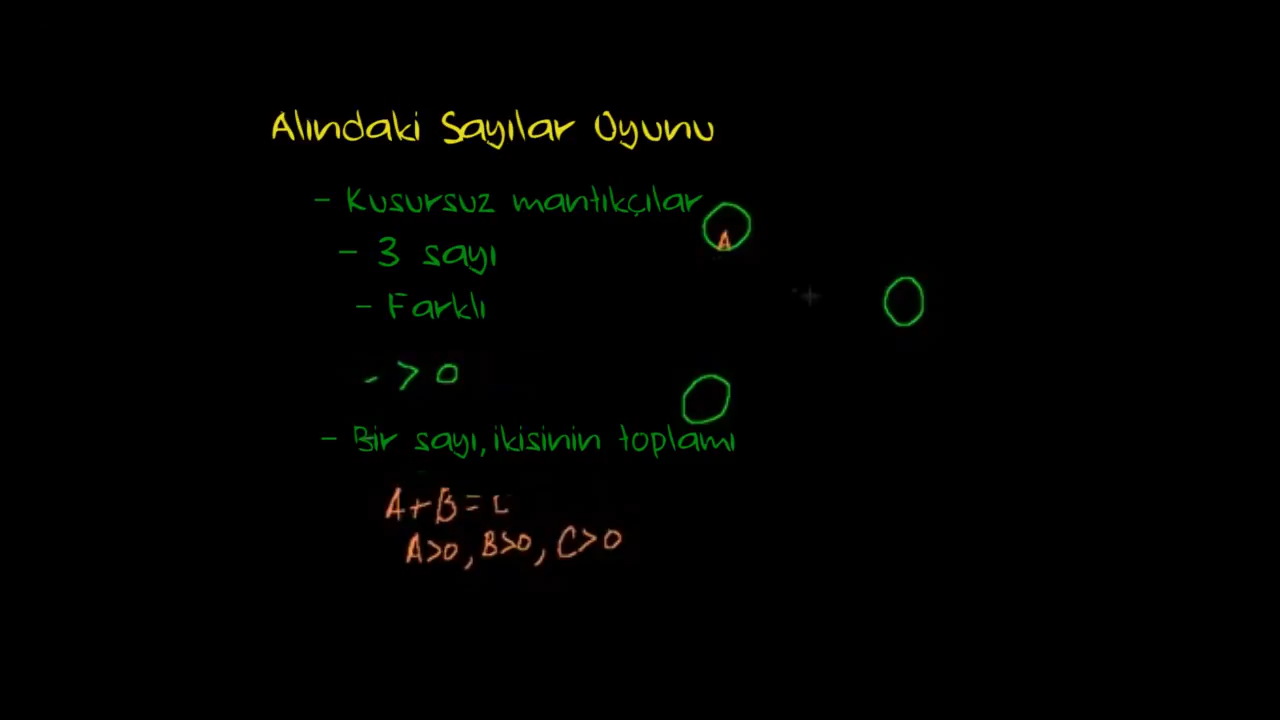 Alındaki Sayılar Oyunu
- Kusursuz mantıkçılar
- 3 sayı
- Farklı
- > 0
- Bir sayı, ikisinin toplamı
A+B=C
A>0, B>0, C>0
A